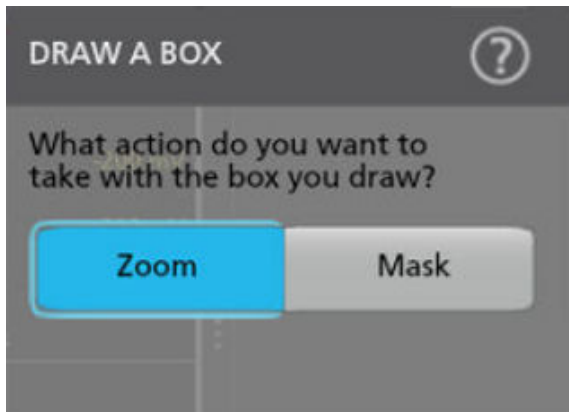 DRAW A BOX
?
What action do you want to
take with the box you draw?
Zoom
Mask